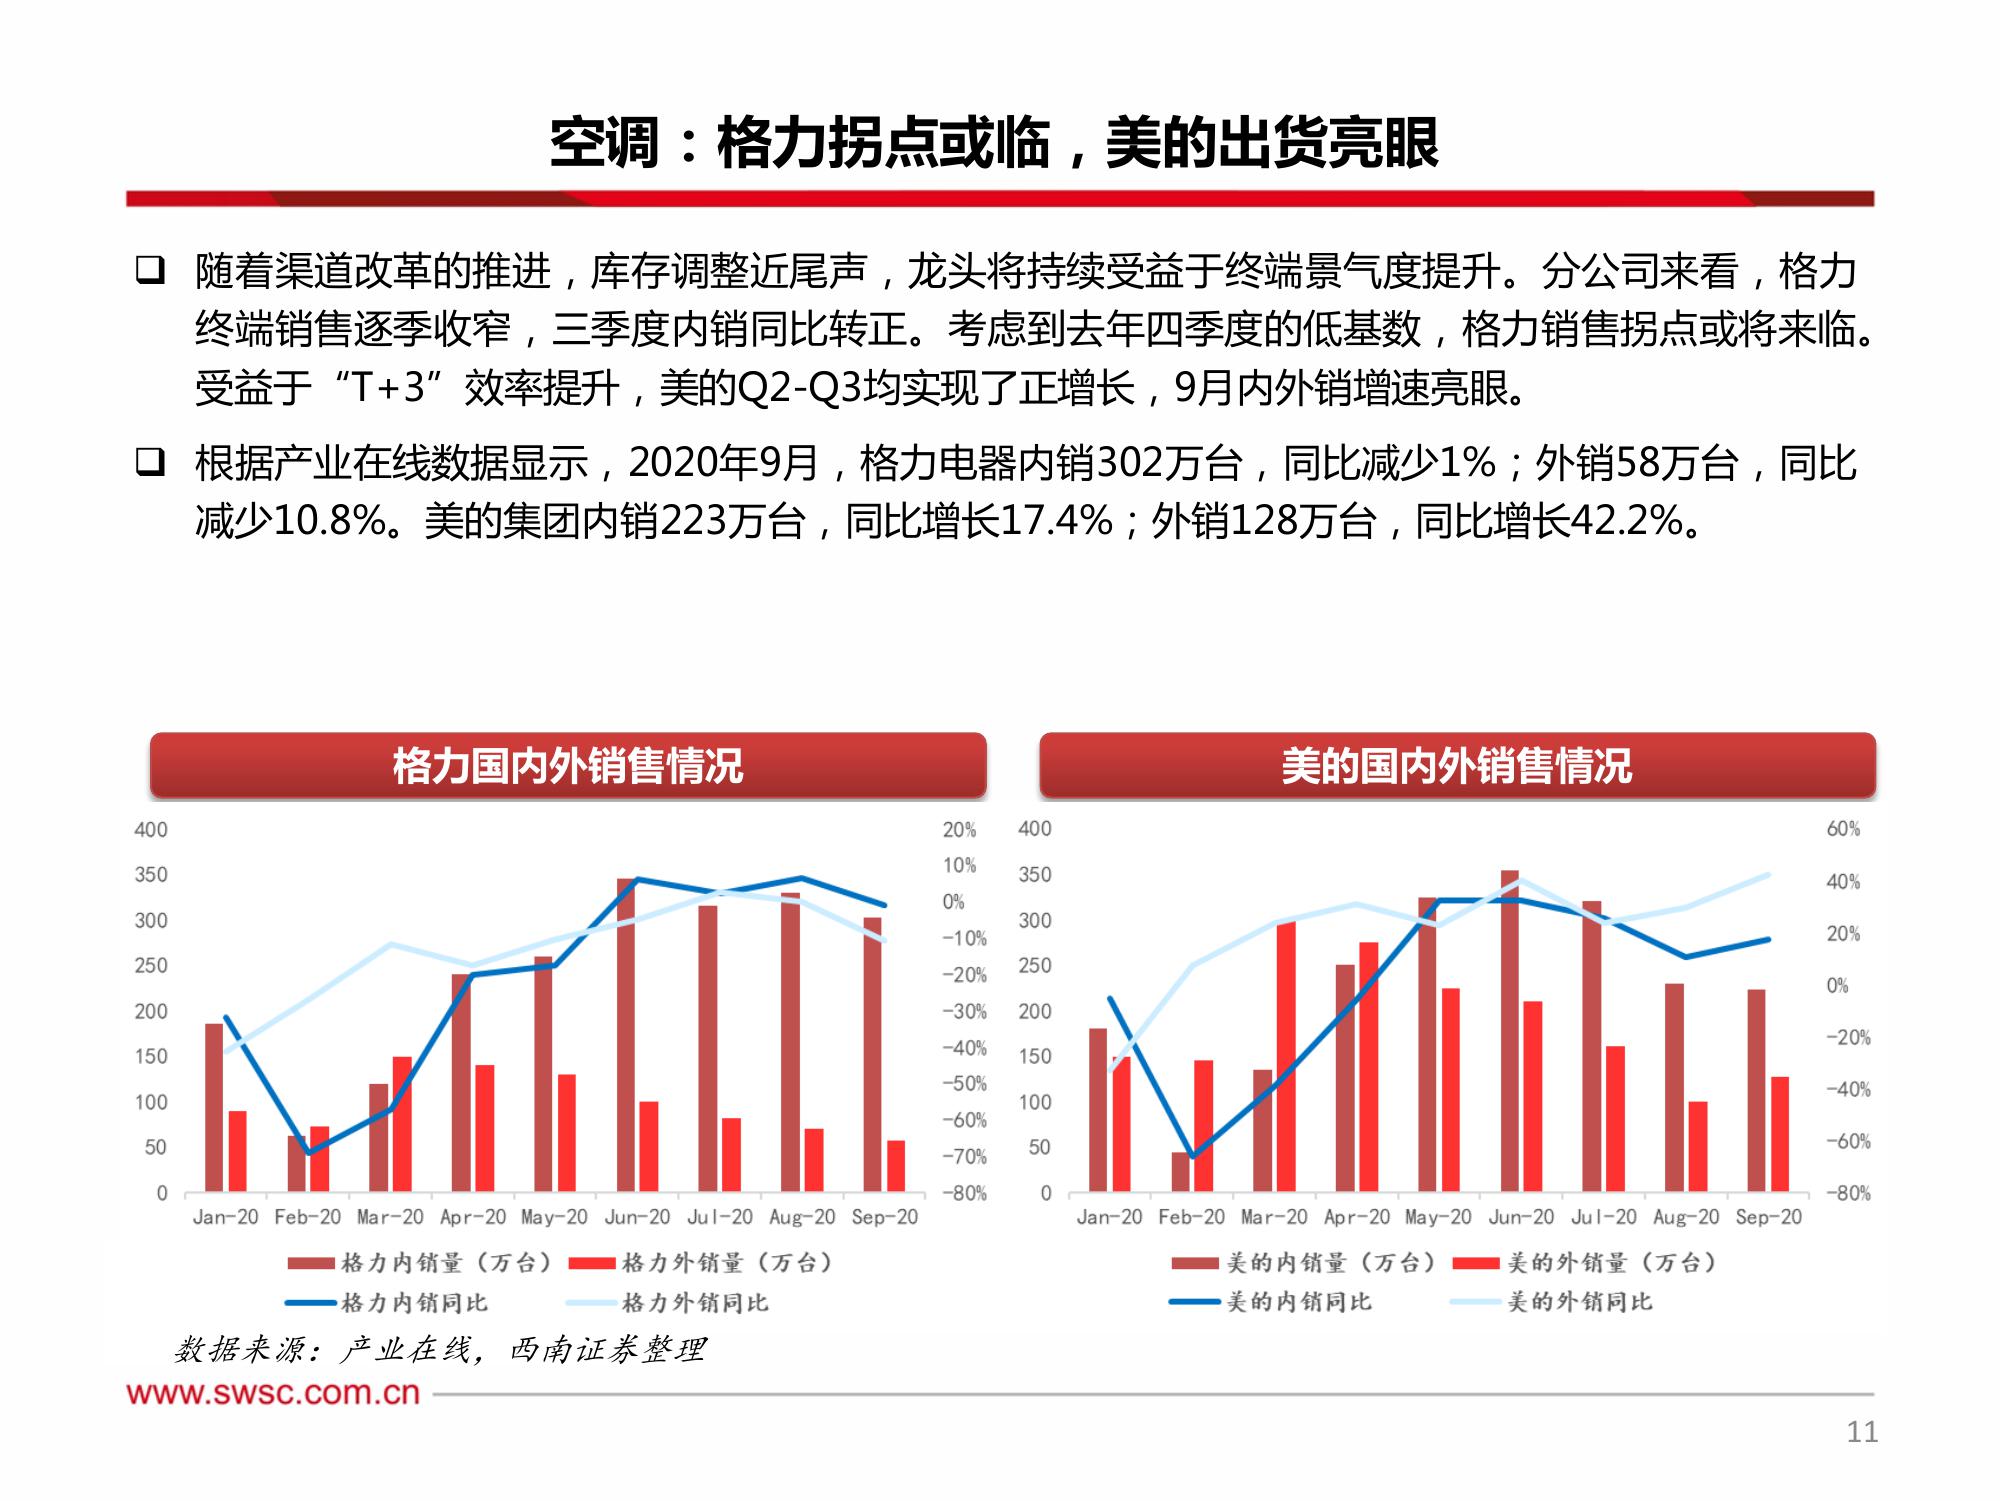 空调：格力拐点或临，美的出货亮眼
❑ 随着渠道改革的推进，库存调整近尾声，龙头将持续受益于终端景气度提升。分公司来看，格力
终端销售逐季收窄，三季度内销同比转正。考虑到去年四季度的低基数，格力销售拐点或将来临。
受益于“T+3”效率提升，美的Q2-Q3均实现了正增长，9月内外销增速亮眼。
❑ 根据产业在线数据显示，2020年9月，格力电器内销302万台，同比减少1%；外销58万台，同比
减少10.8%。美的集团内销223万台，同比增长17.4%；外销128万台，同比增长42.2%。
格力国内外销售情况
400 20%
350 10%
300 0%
250 -10%
200 -20%
150 -30%
100 -40%
50 -50%
0 -60%
-70%
-80%
Jan-20 Feb-20 Mar-20 Apr-20 May-20 Jun-20 Jul-20 Aug-20 Sep-20
格力内销量（万台） 格力外销量（万台）
格力内销同比 格力外销同比
美的国内外销售情况
400 60%
350 40%
300 20%
250 0%
200 -20%
150 -40%
100 -60%
50 -80%
0
Jan-20 Feb-20 Mar-20 Apr-20 May-20 Jun-20 Jul-20 Aug-20 Sep-20
美的内销量（万台） 美的外销量（万台）
美的内销同比 美的外销同比
数据来源：产业在线，西南证券整理
www.swsc.com.cn
11